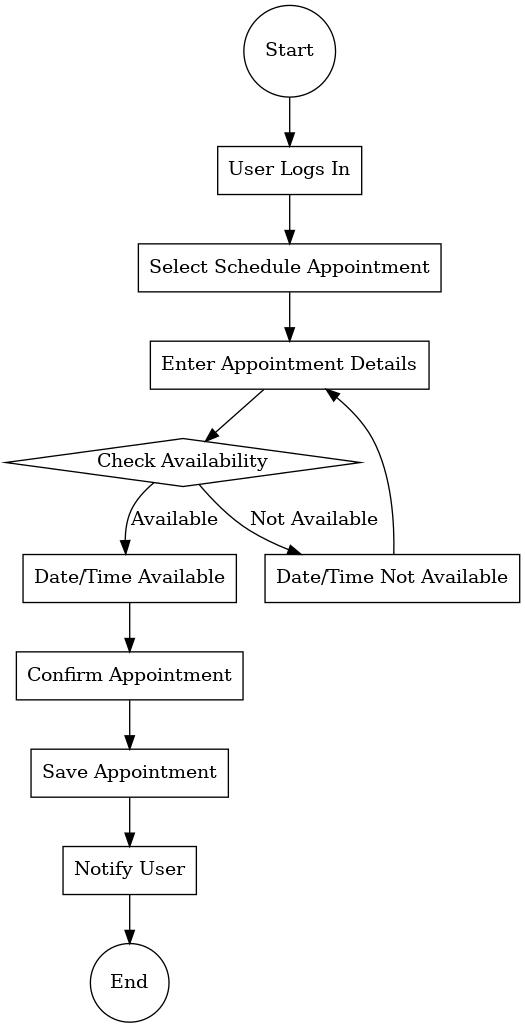 Start
User Logs In
Select Schedule Appointment
Enter Appointment Details
Check Availability
Available
Not Available
Date/Time Available
Date/Time Not Available
Confirm Appointment
Save Appointment
Notify User
End